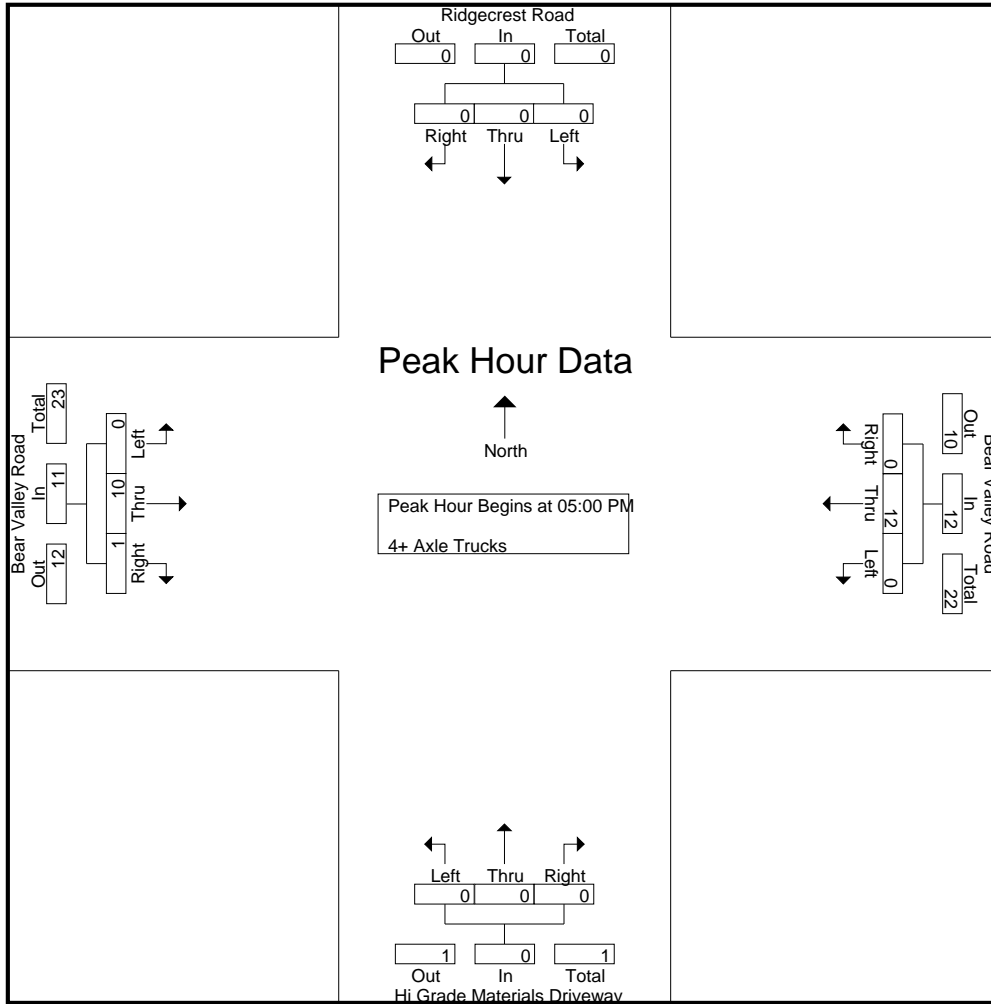 Ridgecrest Road
Out In Total
0 0 0
0 0 0
Right Thru Left
Peak Hour Data
North
Peak Hour Begins at 05:00 PM
4+ Axle Trucks
Bear Valley Road
Out In Total
12 11 23
1 10 0
Right Thru Left
Bear Valley Road
Out In Total
10 12 22
0 12 0
Right Thru Left
Left Thru Right
0 0 0
1 0 1
Out In Total
Hi Grade Materials Driveway